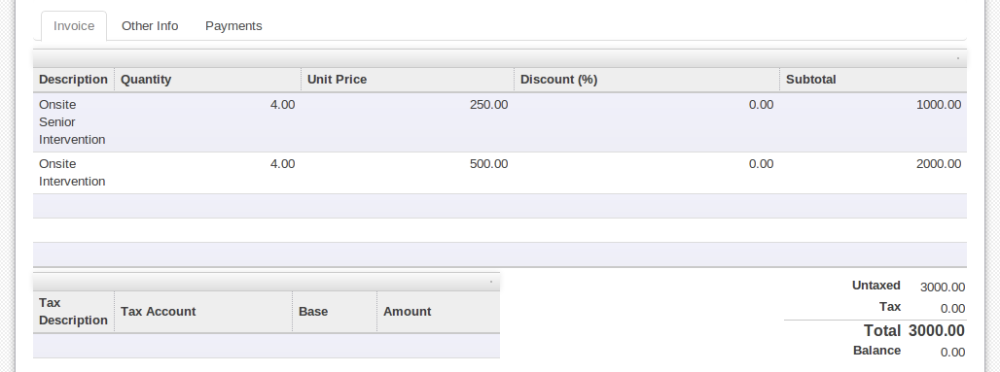 Invoice Other Info Payments
Description Quantity Unit Price Discount (%) Subtotal
Onsite 4.00 250.00 0.00 1000.00
Senior
Intervention
Onsite 4.00 500.00 0.00 2000.00
Intervention
Untaxed 3000.00
Tax 0.00
Total 3000.00
Balance 0.00
Tax
Description Tax Account Base Amount